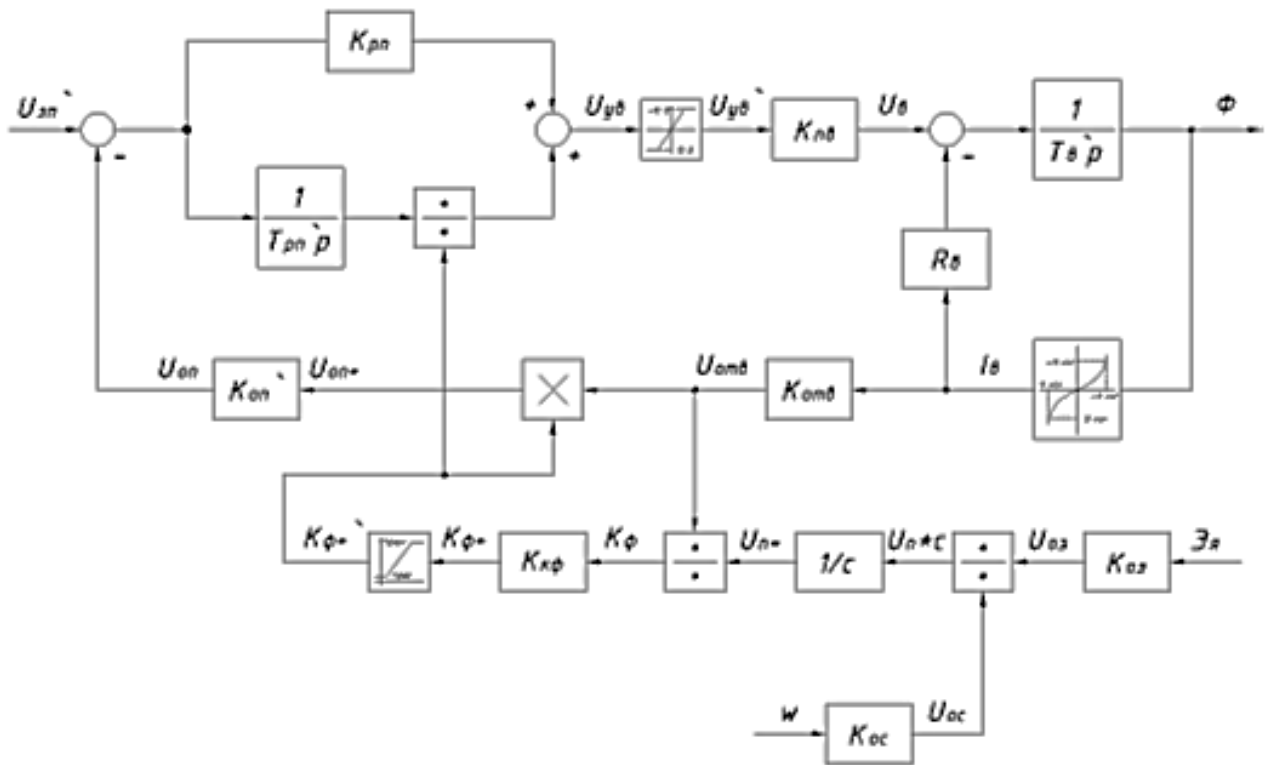 Kрп
Uзп` Uув Uув` Uв Ф
- + + Kпв - 1
Tв`p
1
Tрп`p
Rв
Uоп Uоп* Uотв Iв
Kоп` Kотв
Kф*` Kф* Kф Uп* Uп*с Uоэ Эя
Kкф 1/c Kоэ
w Uос
Kос